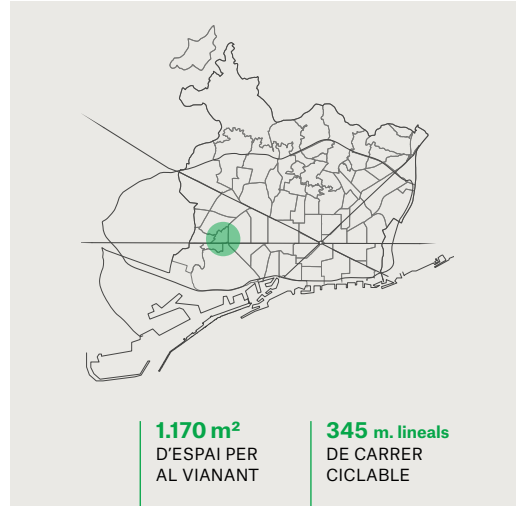 1.170 m²
D'ESPAI PER
AL VIANANT
345 m. lineals
DE CARRER
CICLABLE